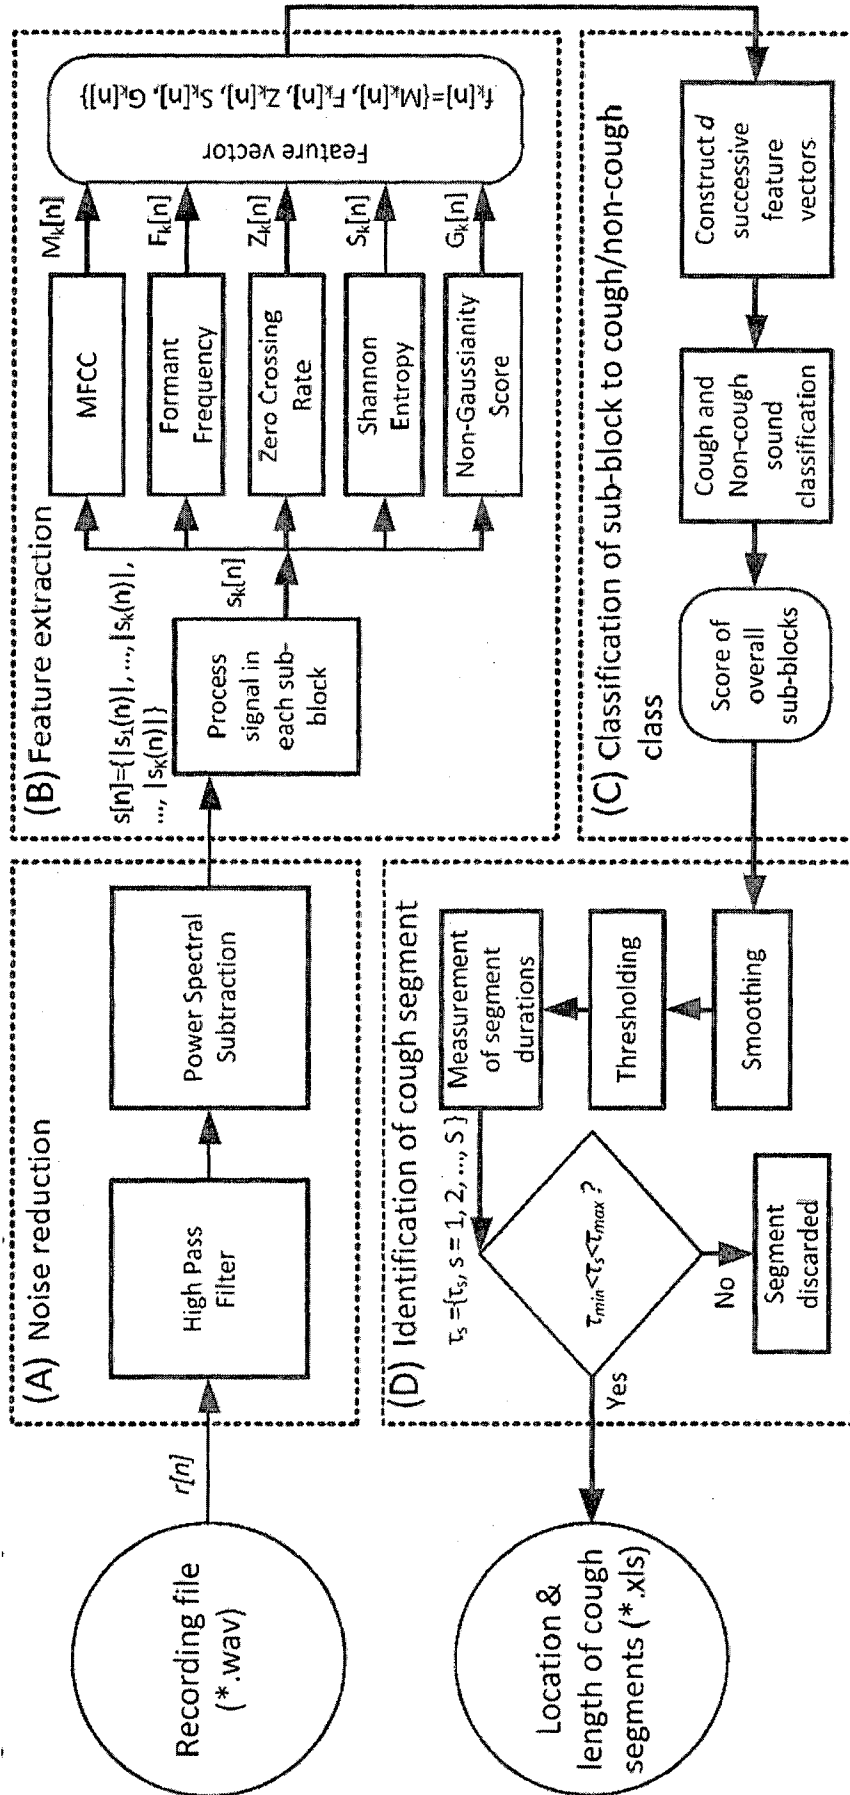 Recording file
(*.wav)
r[n]
(A) Noise reduction
High Pass
Filter
Power Spectral
Subtraction
(B) Feature extraction
s[n]={|s₁(n)|, ..., |sₖ(n)|,
..., |s_K(n)|}
Process
signal in
each sub-
block
sₖ[n]
MFCC
Formant
Frequency
Zero Crossing
Rate
Shannon
Entropy
Non-Gaussianity
Score
Mₖ[n]
Fₖ[n]
Zₖ[n]
Sₖ[n]
Gₖ[n]
Feature vector
fₖ[n]={Mₖ[n], Fₖ[n], Zₖ[n], Sₖ[n], Gₖ[n]}
(C) Classification of sub-block to cough/non-cough
class
Construct d
successive
feature
vectors
Cough and
Non-cough
sound
classification
Score of
overall
sub-blocks
(D) Identification of cough segment
Smoothing
Thresholding
Measurement
of segment
durations
τₛ ={τₛ, s = 1, 2, ..., S }
τmin<τₛ<τmax ?
No
Segment
discarded
Yes
Location &
length of cough
segments (*.xls)